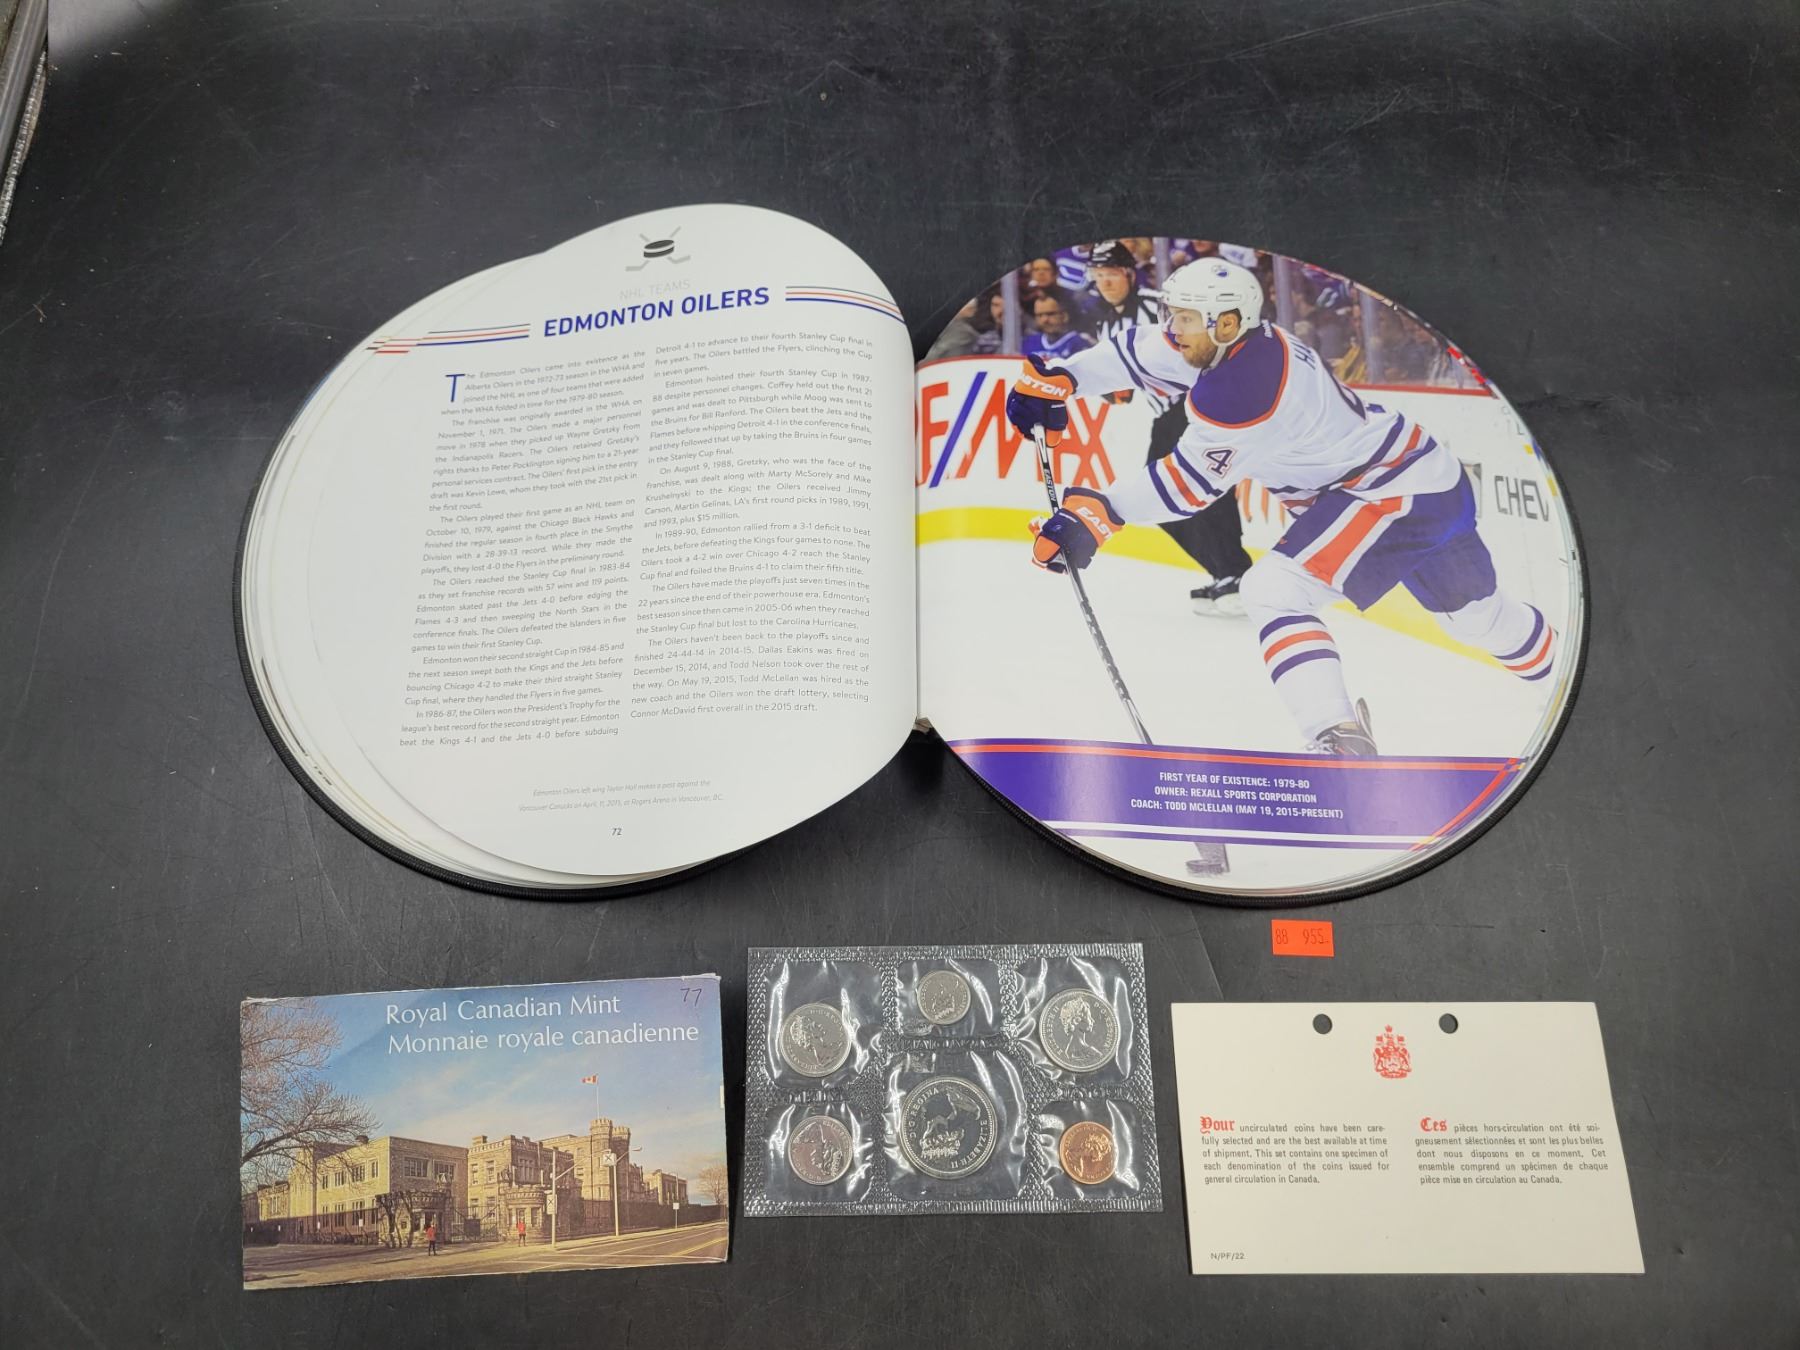 NHL TEAMS
EDMONTON OILERS
The Edmonton Oilers came into existence as the
Alberta Oilers in the 1972-73 season in the WHA and
joined the NHL as one of four teams that were added
when the WHA folded in time for the 1979-80 season.
The franchise was originally awarded in the WHA on
November 1, 1971. The Oilers made a major personnel
move in 1978 when they picked up Wayne Gretzky from
the Indianapolis Racers. The Oilers retained Gretzky's
rights thanks to Peter Pocklington signing him to a 21-year
personal services contract. The Oilers' first pick in the entry
draft was Kevin Lowe, whom they took with the 21st pick in
the first round.
The Oilers played their first game as an NHL team on
October 10, 1979, against the Chicago Black Hawks and
finished the regular season in fourth place in the Smythe
Division with a 28-39-13 record. While they made the
playoffs, they lost 4-0 the Flyers in the preliminary round.
The Oilers reached the Stanley Cup final in 1983-84
as they set franchise records with 57 wins and 119 points.
Edmonton skated past the Jets 4-0 before edging the
Flames 4-3 and then sweeping the North Stars in the
conference finals. The Oilers defeated the Islanders in five
games to win their first Stanley Cup.
Edmonton won their second straight Cup in 1984-85 and
the next season swept both the Kings and the Jets before
bouncing Chicago 4-2 to make their third straight Stanley
Cup final, where they handled the Flyers in five games.
In 1986-87, the Oilers won the President's Trophy for the
league's best record for the second straight year. Edmonton
beat the Kings 4-1 and the Jets 4-0 before subduing
Detroit 4-1 to advance to their fourth Stanley Cup final in
five years. The Oilers battled the Flyers, clinching the Cup
in seven games.
Edmonton hoisted their fourth Stanley Cup in 1987-
88 despite personnel changes. Coffey held out the first 21
games and was dealt to Pittsburgh while Moog was sent to
the Bruins for Bill Ranford. The Oilers beat the Jets and the
Flames before whipping Detroit 4-1 in the conference finals,
and they followed that up by taking the Bruins in four games
in the Stanley Cup final.
On August 9, 1988, Gretzky, who was the face of the
franchise, was dealt along with Marty McSorely and Mike
Krushelnyski to the Kings; the Oilers received Jimmy
Carson, Martin Gelinas, LA's first round picks in 1989, 1991,
and 1993, plus $15 million.
In 1989-90, Edmonton rallied from a 3-1 deficit to beat
the Jets, before defeating the Kings four games to none. The
Oilers took a 4-2 win over Chicago 4-2 reach the Stanley
Cup final and foiled the Bruins 4-1 to claim their fifth title.
The Oilers have made the playoffs just seven times in the
22 years since the end of their powerhouse era. Edmonton's
best season since then came in 2005-06 when they reached
the Stanley Cup final but lost to the Carolina Hurricanes.
The Oilers haven't been back to the playoffs since and
finished 24-44-14 in 2014-15. Dallas Eakins was fired on
December 15, 2014, and Todd Nelson took over the rest of
the way. On May 19, 2015, Todd McLellan was hired as the
new coach and the Oilers won the draft lottery, selecting
Connor McDavid first overall in the 2015 draft.
Edmonton Oilers left wing Taylor Hall makes a pass against the
Vancouver Canucks on April, 11, 2015, at Rogers Arena in Vancouver, BC.
72
RE/MAX
CHEV
EASTON
EAST
HA
4
FIRST YEAR OF EXISTENCE: 1979-80
OWNER: REXALL SPORTS CORPORATION
COACH: TODD MCLELLAN (MAY 19, 2015-PRESENT)
88 955
Royal Canadian Mint
Monnaie royale canadienne
77
ELIZABETH II D·G·REGINA
Your uncirculated coins have been care-
fully selected and are the best available at time
of shipment. This set contains one specimen of
each denomination of the coins issued for
general circulation in Canada.
Ces pièces hors-circulation ont été soi-
gneusement sélectionnées et sont les plus belles
dont nous disposons en ce moment. Cet
ensemble comprend un spécimen de chaque
pièce mise en circulation au Canada.
N/PF/22